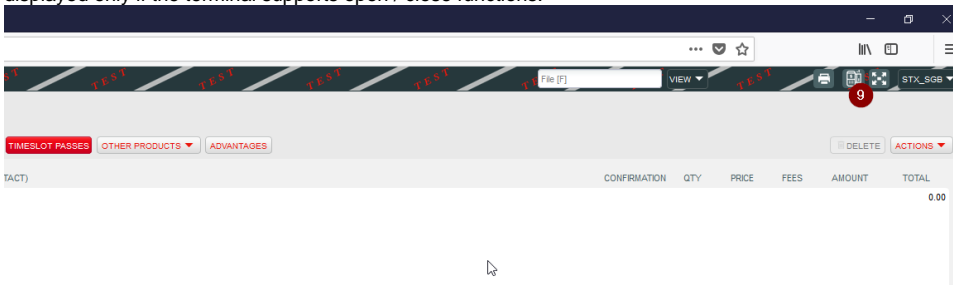 displayed only if the terminal supports open / close functions.
TEST TEST TEST TEST TEST T File [F] VIEW TEST STX_SGB
9
TIMESLOT PASSES OTHER PRODUCTS ADVANTAGES DELETE ACTIONS
TACT) CONFIRMATION QTY PRICE FEES AMOUNT TOTAL
0.00